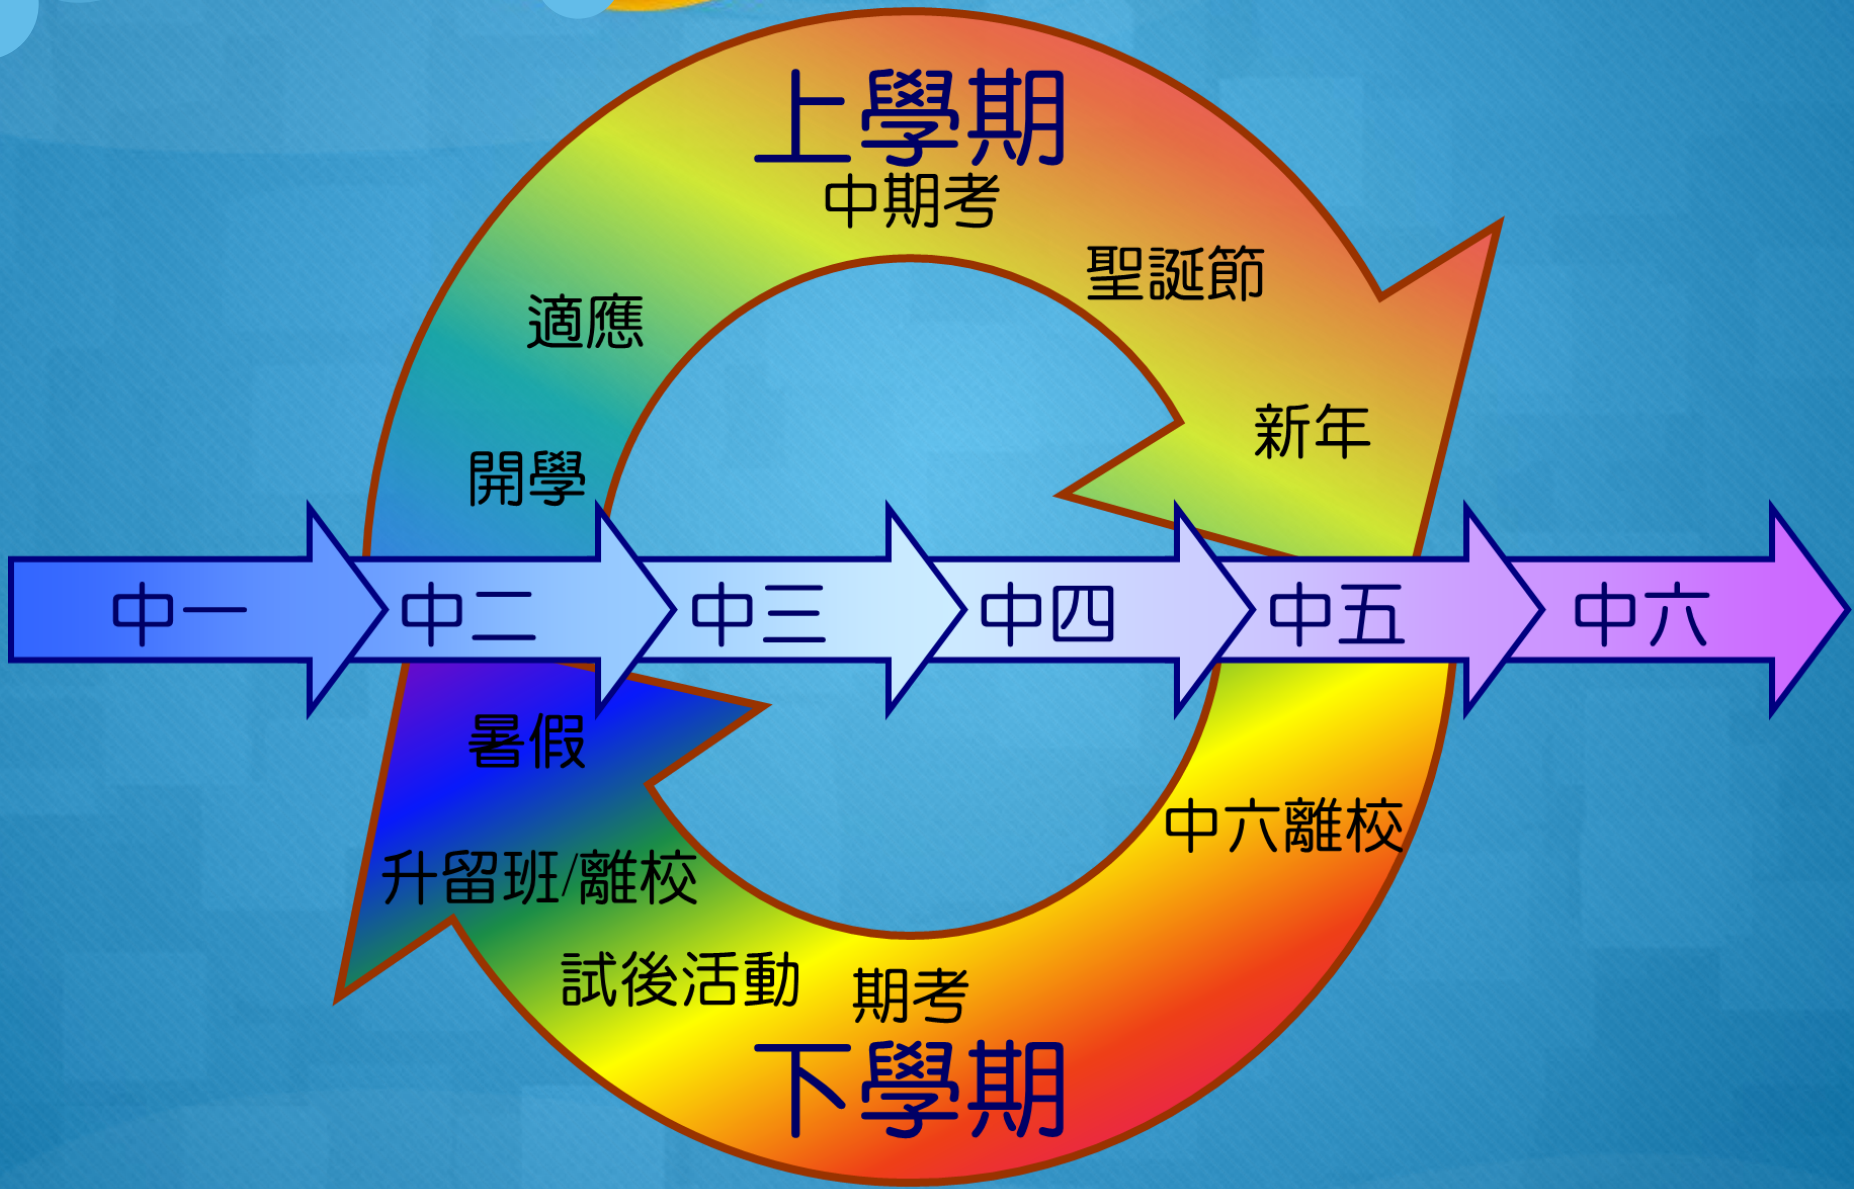 上學期
中期考
聖誕節
適應
新年
開學
中一 中二 中三 中四 中五 中六
暑假
中六離校
升留班/離校
試後活動
期考
下學期